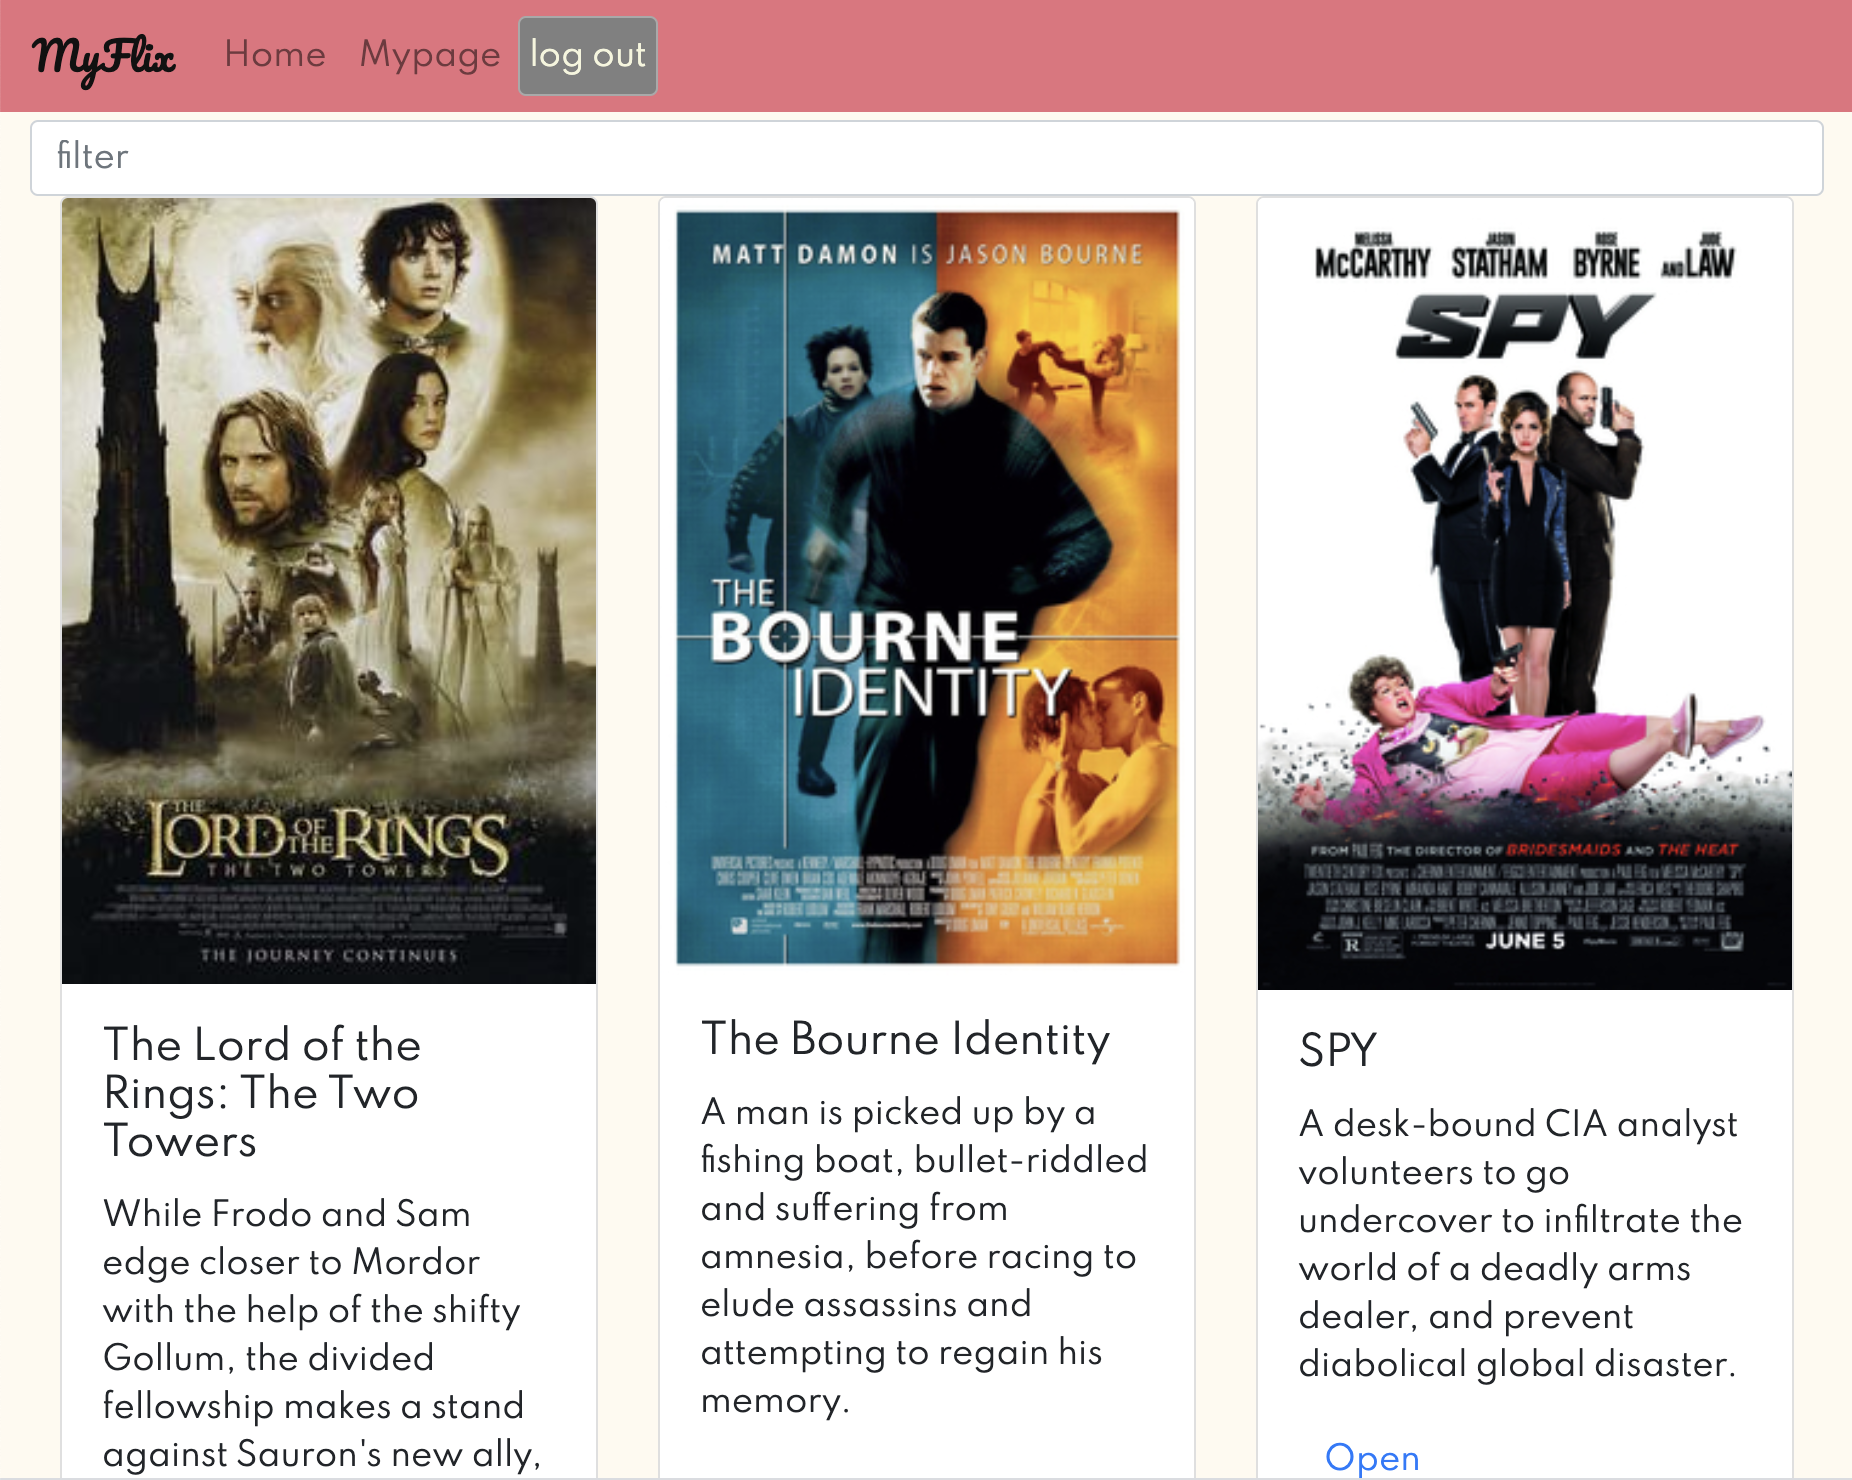 MyFlix Home Mypage log out
filter
THE
LORD OF THE RINGS
THE TWO TOWERS
THE JOURNEY CONTINUES
The Lord of the
Rings: The Two
Towers
While Frodo and Sam
edge closer to Mordor
with the help of the shifty
Gollum, the divided
fellowship makes a stand
against Sauron's new ally,
MATT DAMON IS JASON BOURNE
THE
BOURNE
IDENTITY
The Bourne Identity
A man is picked up by a
fishing boat, bullet-riddled
and suffering from
amnesia, before racing to
elude assassins and
attempting to regain his
memory.
MELISSA JASON ROSE JUDE
McCARTHY STATHAM BYRNE AND LAW
SPY
FROM PAUL FEIG THE DIRECTOR OF BRIDESMAIDS AND THE HEAT
R JUNE 5
SPY
A desk-bound CIA analyst
volunteers to go
undercover to infiltrate the
world of a deadly arms
dealer, and prevent
diabolical global disaster.
Open